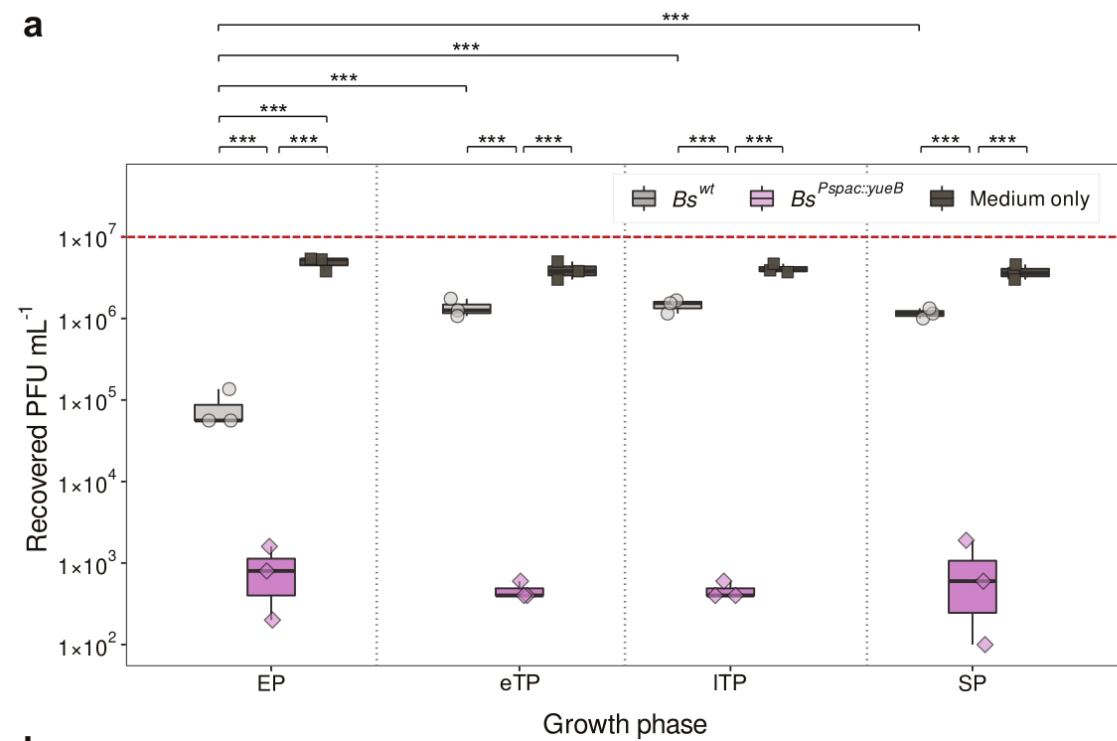 a
***
***
***
***
*** *** *** *** *** *** *** ***
Bs^wt Bs^Pspac::yueB Medium only
1×10^7
1×10^6
1×10^5
1×10^4
1×10^3
1×10^2
Recovered PFU mL^-1
EP eTP lTP SP
Growth phase